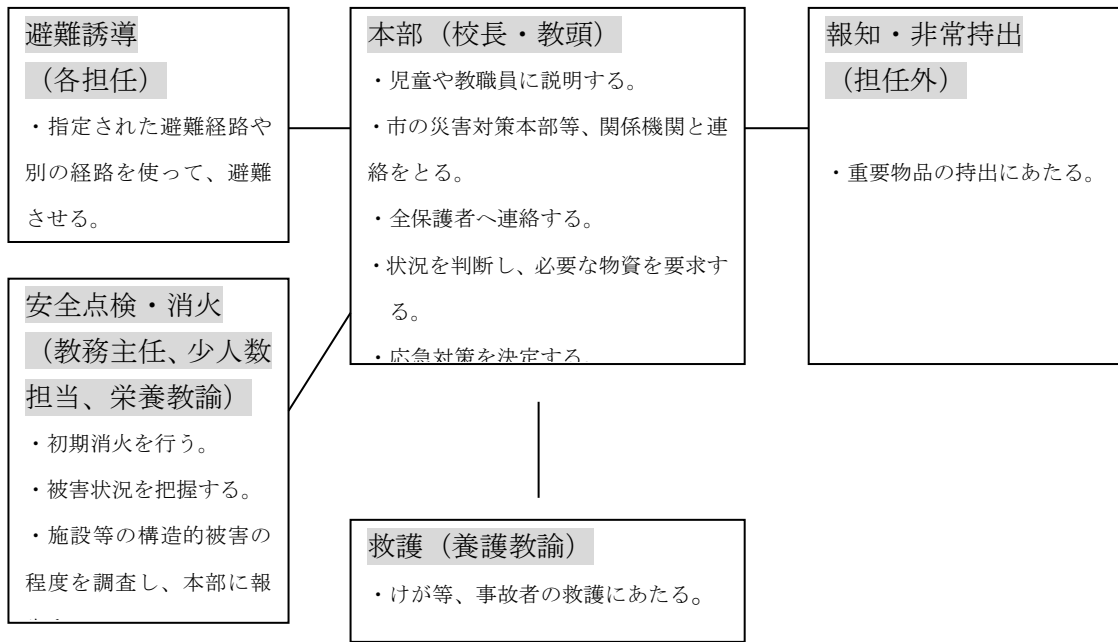 避難誘導
（各担任）
・指定された避難経路や
別の経路を使って、避難
させる。
本部（校長・教頭）
・児童や教職員に説明する。
・市の災害対策本部等、関係機関と連
絡をとる。
・全保護者へ連絡する。
・状況を判断し、必要な物資を要求す
る。
・応急対策を決定する
報知・非常持出
（担任外）
・重要物品の持出にあたる。
安全点検・消火
（教務主任、少人数
担当、栄養教諭）
・初期消火を行う。
・被害状況を把握する。
・施設等の構造的被害の
程度を調査し、本部に報
救護（養護教諭）
・けが等、事故者の救護にあたる。